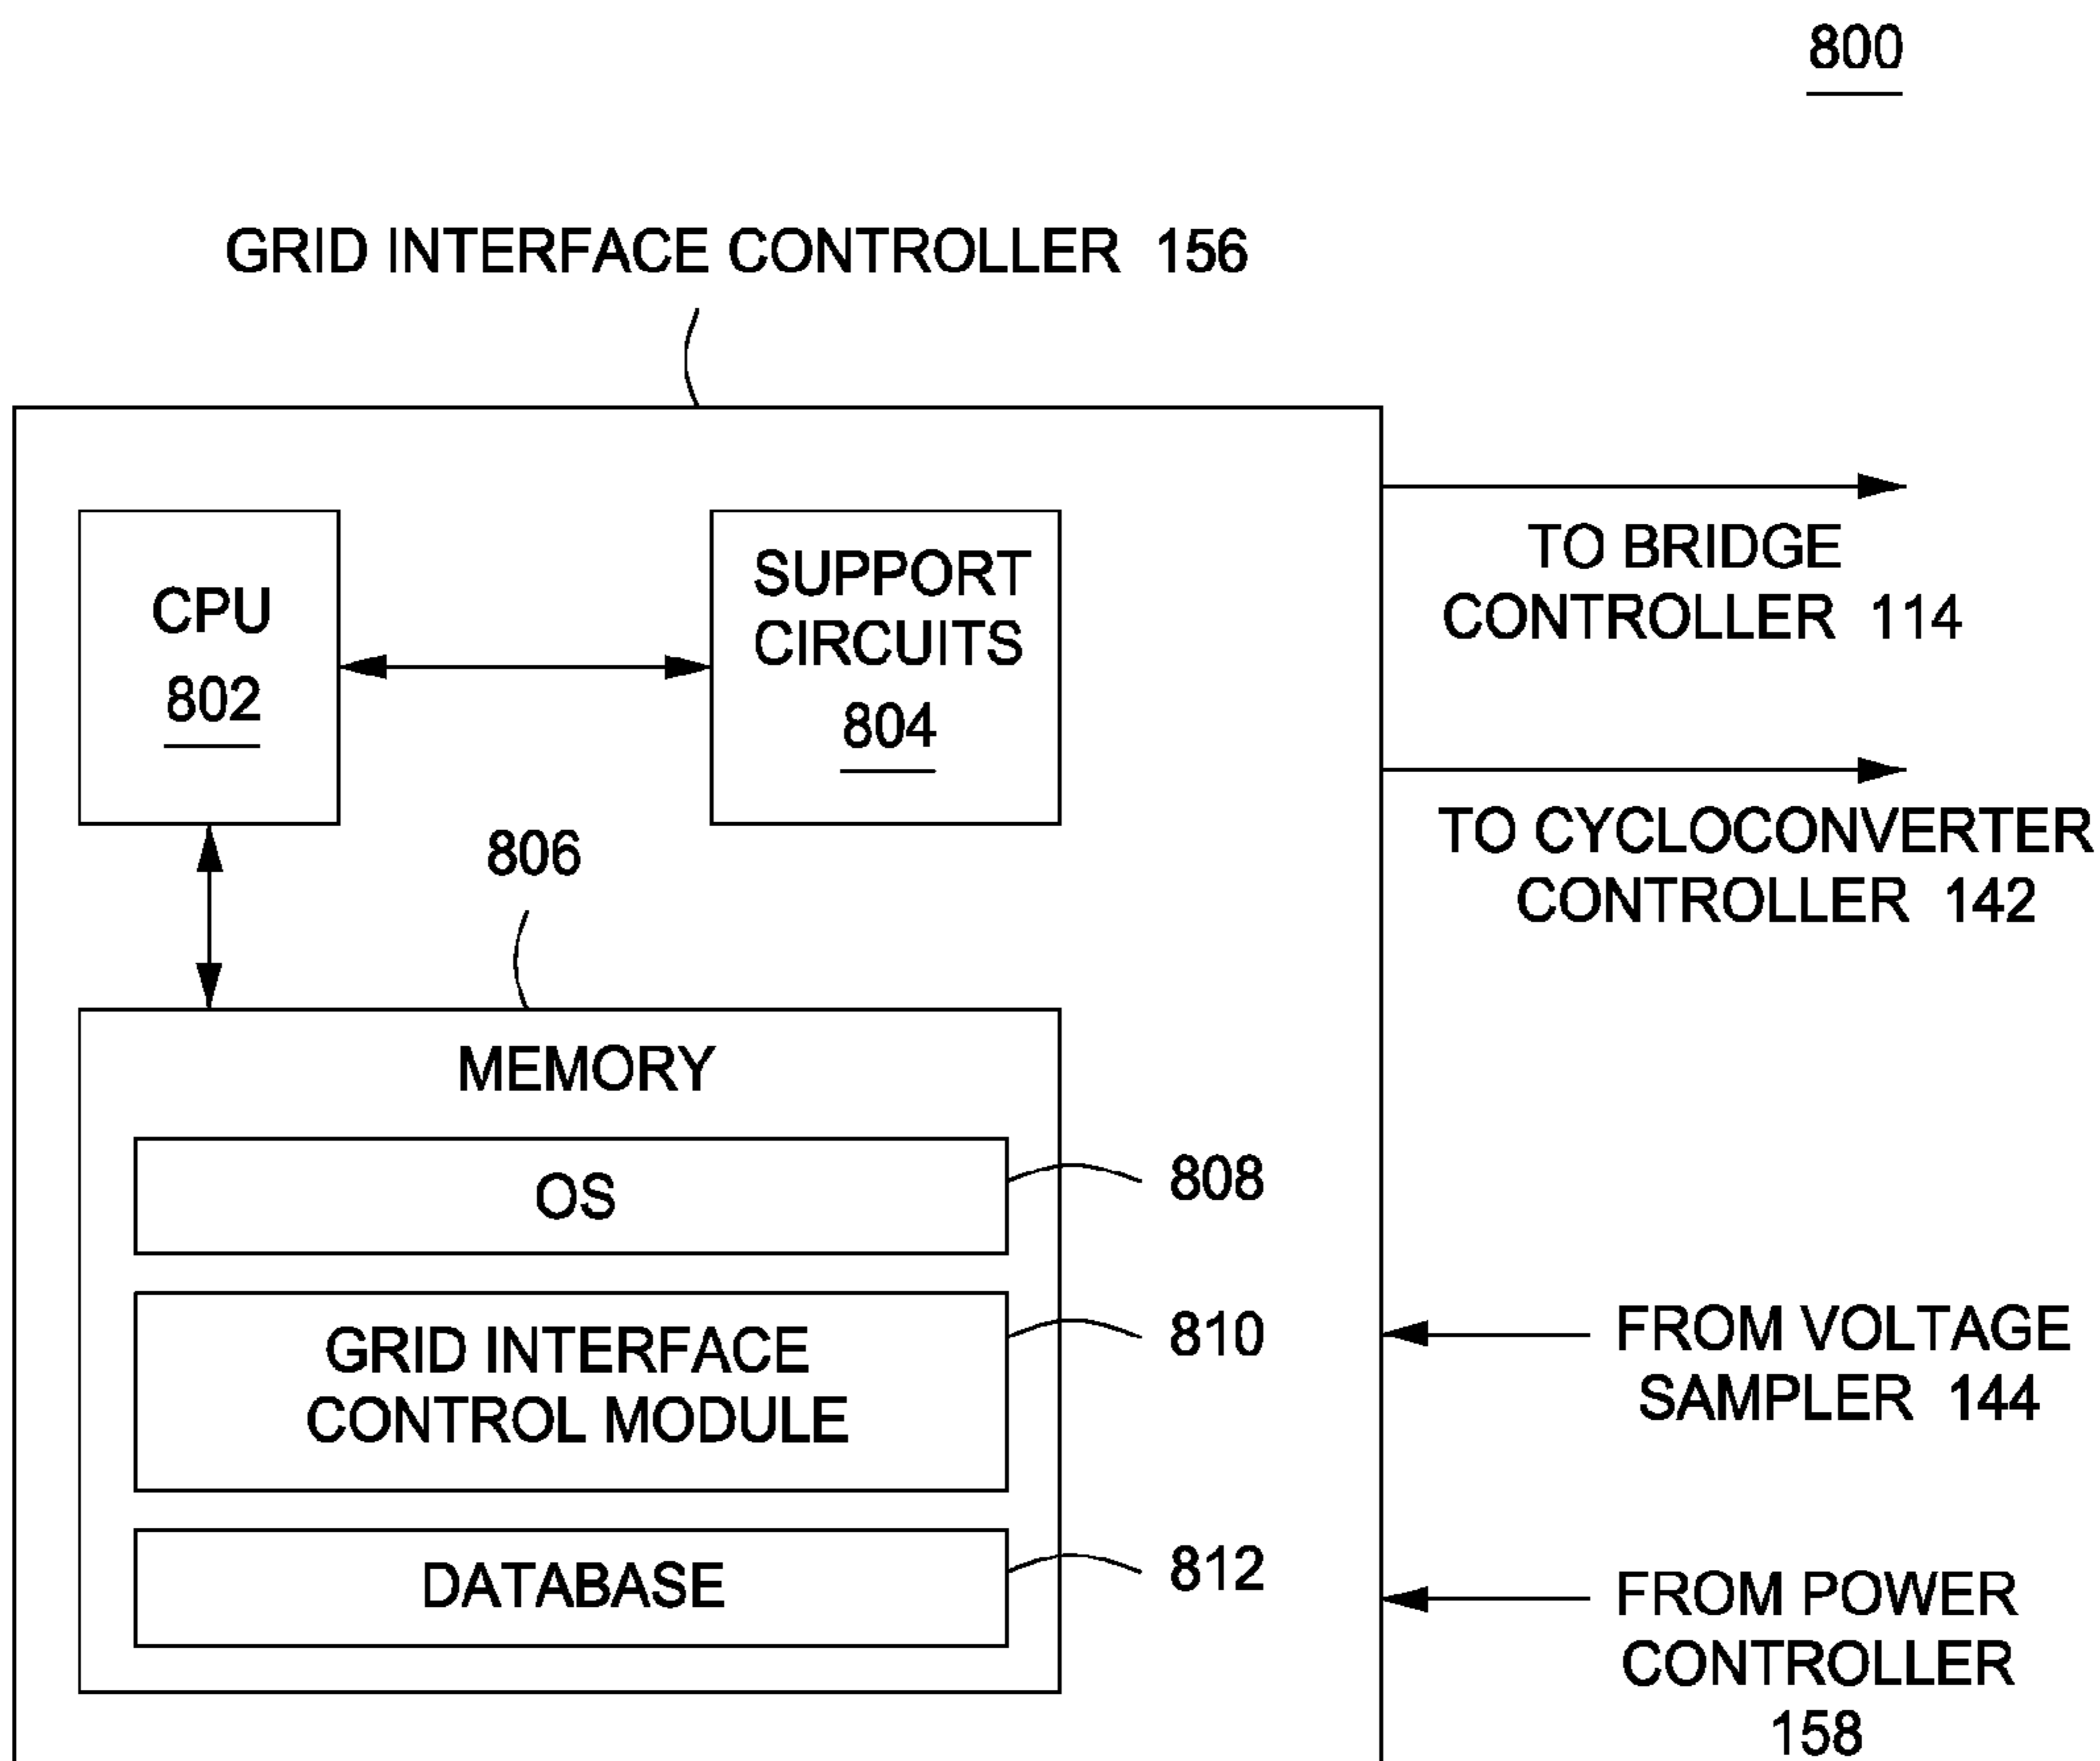 800
GRID INTERFACE CONTROLLER 156
CPU
802
SUPPORT
CIRCUITS
804
TO BRIDGE
CONTROLLER 114
TO CYCLOCONVERTER
CONTROLLER 142
806
MEMORY
OS
808
GRID INTERFACE
CONTROL MODULE
810
DATABASE
812
FROM VOLTAGE
SAMPLER 144
FROM POWER
CONTROLLER
158